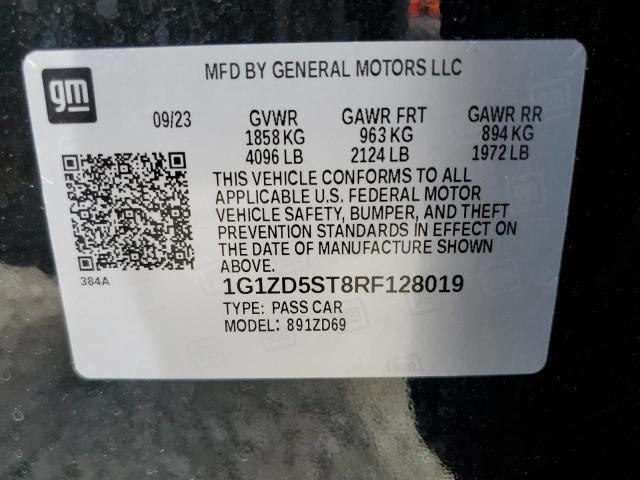 gm
MFD BY GENERAL MOTORS LLC
09/23 GVWR GAWR FRT GAWR RR
1858 KG 963 KG 894 KG
4096 LB 2124 LB 1972 LB
THIS VEHICLE CONFORMS TO ALL
APPLICABLE U.S. FEDERAL MOTOR
VEHICLE SAFETY, BUMPER, AND THEFT
PREVENTION STANDARDS IN EFFECT ON
THE DATE OF MANUFACTURE SHOWN
ABOVE.
384A
1G1ZD5ST8RF128019
TYPE: PASS CAR
MODEL: 891ZD69